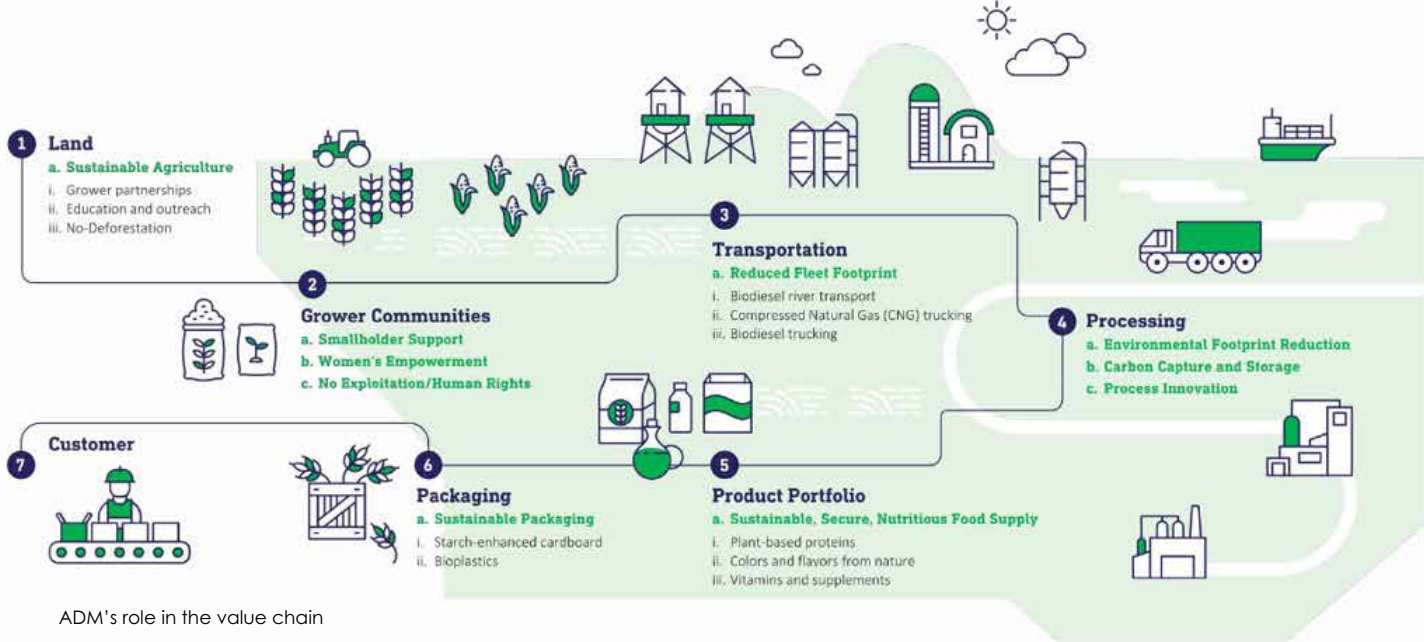 1
Land
a. Sustainable Agriculture
i. Grower partnerships
ii. Education and outreach
iii. No-Deforestation
2
Grower Communities
a. Smallholder Support
b. Women's Empowerment
c. No Exploitation/Human Rights
3
Transportation
a. Reduced Fleet Footprint
i. Biodiesel river transport
ii. Compressed Natural Gas (CNG) trucking
iii. Biodiesel trucking
4
Processing
a. Environmental Footprint Reduction
b. Carbon Capture and Storage
c. Process Innovation
5
Product Portfolio
a. Sustainable, Secure, Nutritious Food Supply
i. Plant-based proteins
ii. Colors and flavors from nature
iii. Vitamins and supplements
6
Packaging
a. Sustainable Packaging
i. Starch-enhanced cardboard
ii. Bioplastics
7
Customer
ADM's role in the value chain